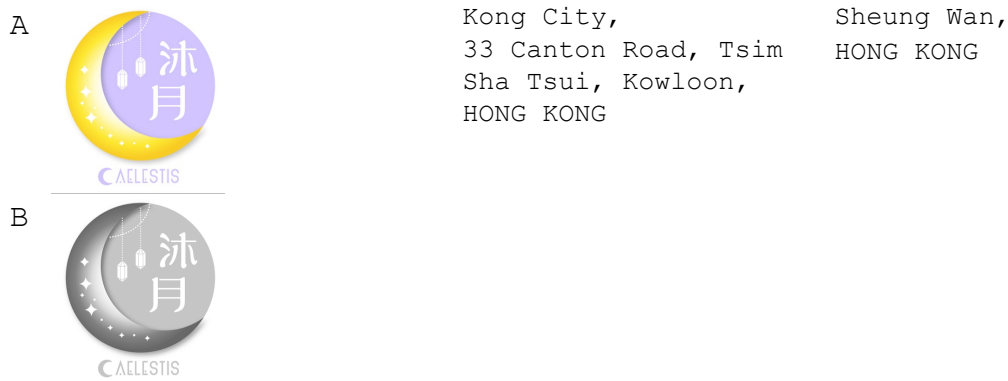 A
沐
月
CAELESTIS
B
沐
月
CAELESTIS
Kong City,
33 Canton Road, Tsim
Sha Tsui, Kowloon,
HONG KONG
Sheung Wan,
HONG KONG